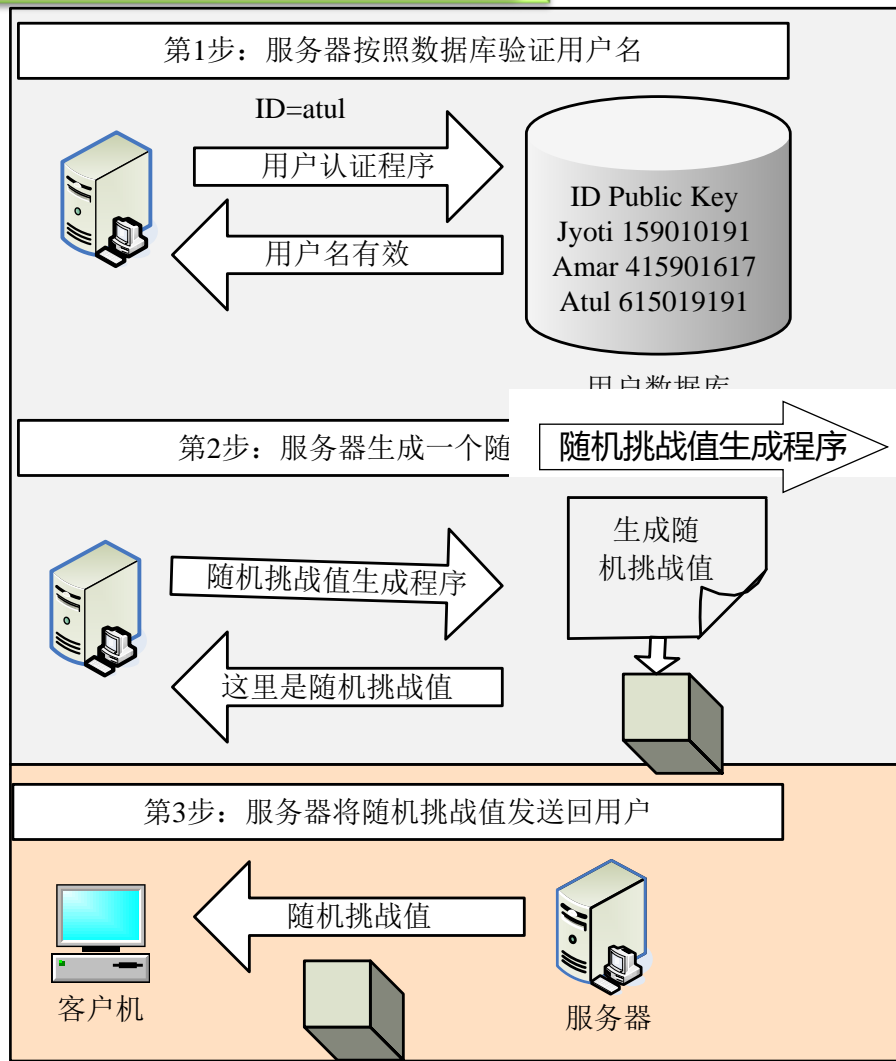 第1步：服务器按照数据库验证用户名
ID=atul
用户认证程序
用户名有效
ID Public Key
Jyoti 159010191
Amar 415901617
Atul 615019191
用户数据库
第2步：服务器生成一个随
随机挑战值生成程序
生成随
机挑战值
随机挑战值生成程序
这里是随机挑战值
第3步：服务器将随机挑战值发送回用户
随机挑战值
客户机
服务器